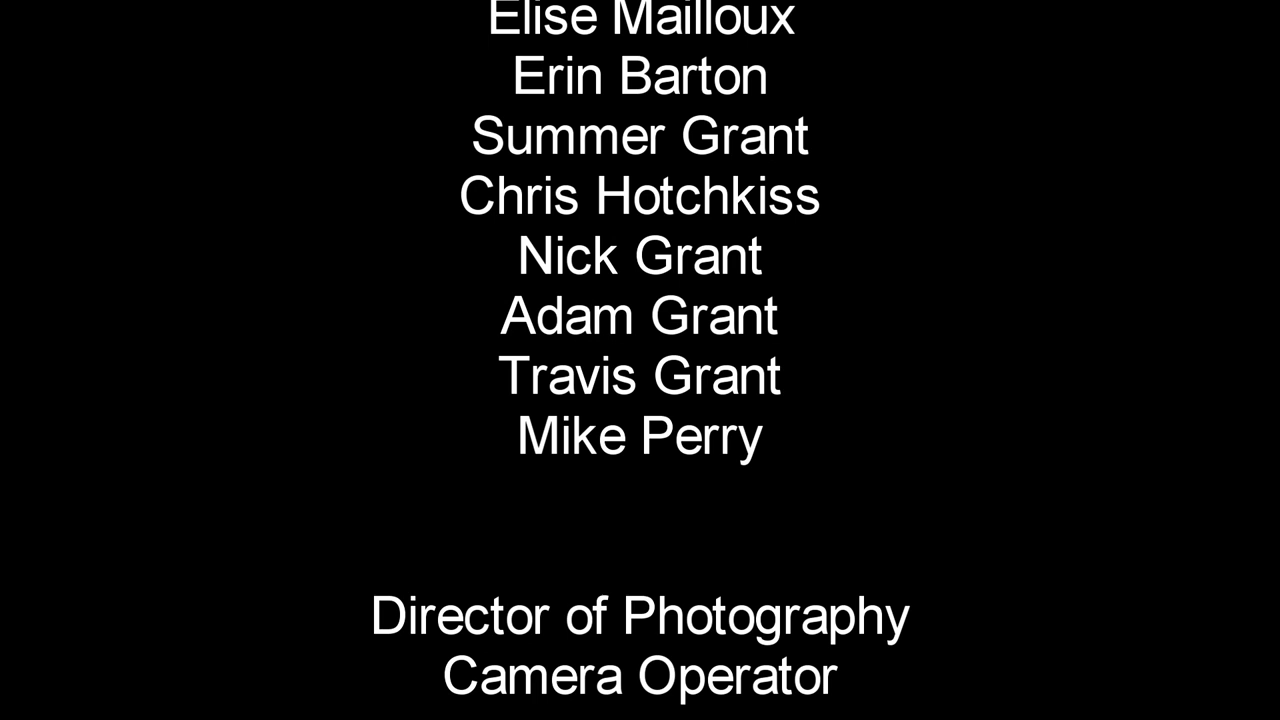 Elise Mailloux
Erin Barton
Summer Grant
Chris Hotchkiss
Nick Grant
Adam Grant
Travis Grant
Mike Perry
Director of Photography
Camera Operator